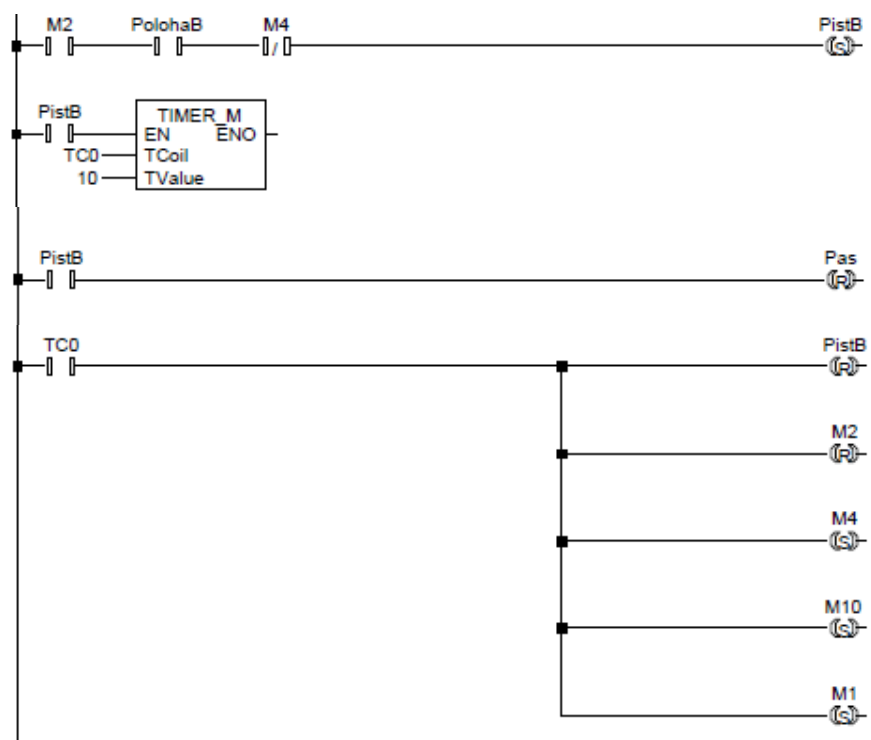 M2 PolohaB M4 PistB
/ S
PistB TIMER_M
EN ENO
TC0 TCoil
10 TValue
PistB Pas
R
TC0 PistB
R
M2
R
M4
S
M10
S
M1
S